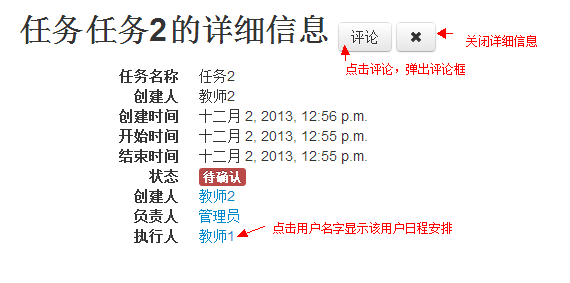 任务任务2的详细信息 评论 ✖ 关闭详细信息
点击评论，弹出评论框
任务名称 任务2
创建人 教师2
创建时间 十二月 2, 2013, 12:56 p.m.
开始时间 十二月 2, 2013, 12:55 p.m.
结束时间 十二月 2, 2013, 12:55 p.m.
状态 待确认
创建人 教师2
负责人 管理员
执行人 教师1 点击用户名字显示该用户日程安排